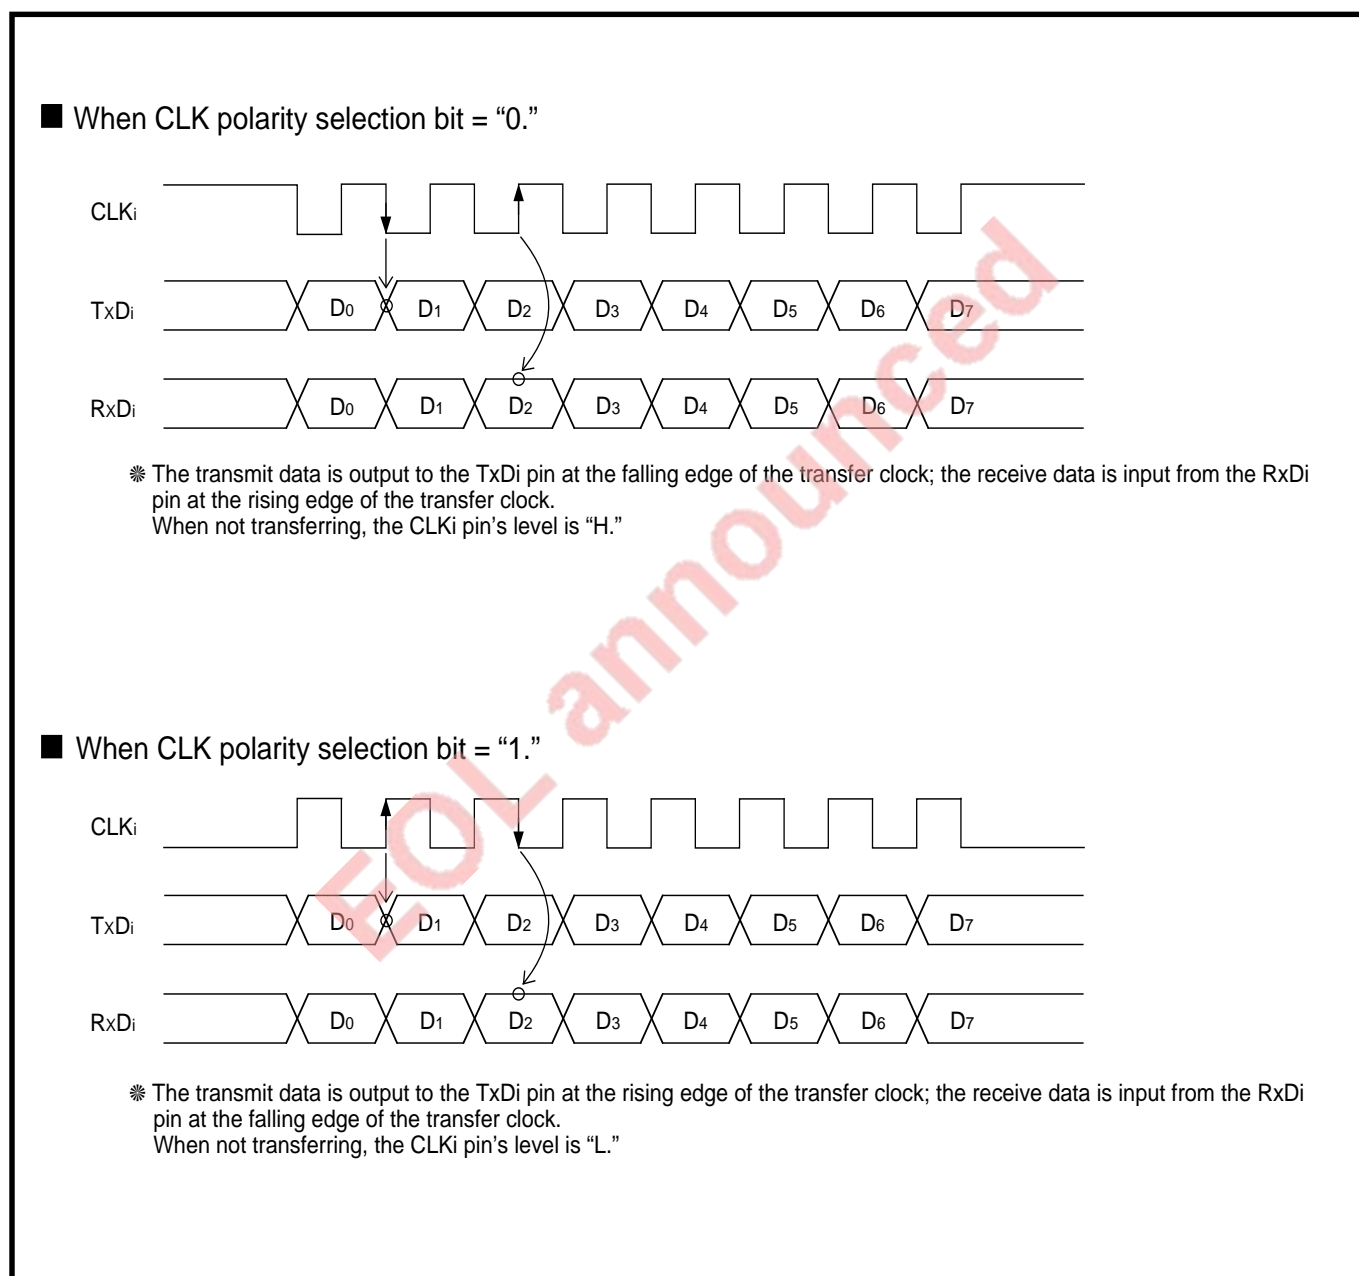 ■ When CLK polarity selection bit = “0.”
CLKi
TxDi D0 D1 D2 D3 D4 D5 D6 D7
RxDi D0 D1 D2 D3 D4 D5 D6 D7
❊ The transmit data is output to the TxDi pin at the falling edge of the transfer clock; the receive data is input from the RxDi
pin at the rising edge of the transfer clock.
When not transferring, the CLKi pin’s level is “H.”
EOL announced
■ When CLK polarity selection bit = “1.”
CLKi
TxDi D0 D1 D2 D3 D4 D5 D6 D7
RxDi D0 D1 D2 D3 D4 D5 D6 D7
❊ The transmit data is output to the TxDi pin at the rising edge of the transfer clock; the receive data is input from the RxDi
pin at the falling edge of the transfer clock.
When not transferring, the CLKi pin’s level is “L.”